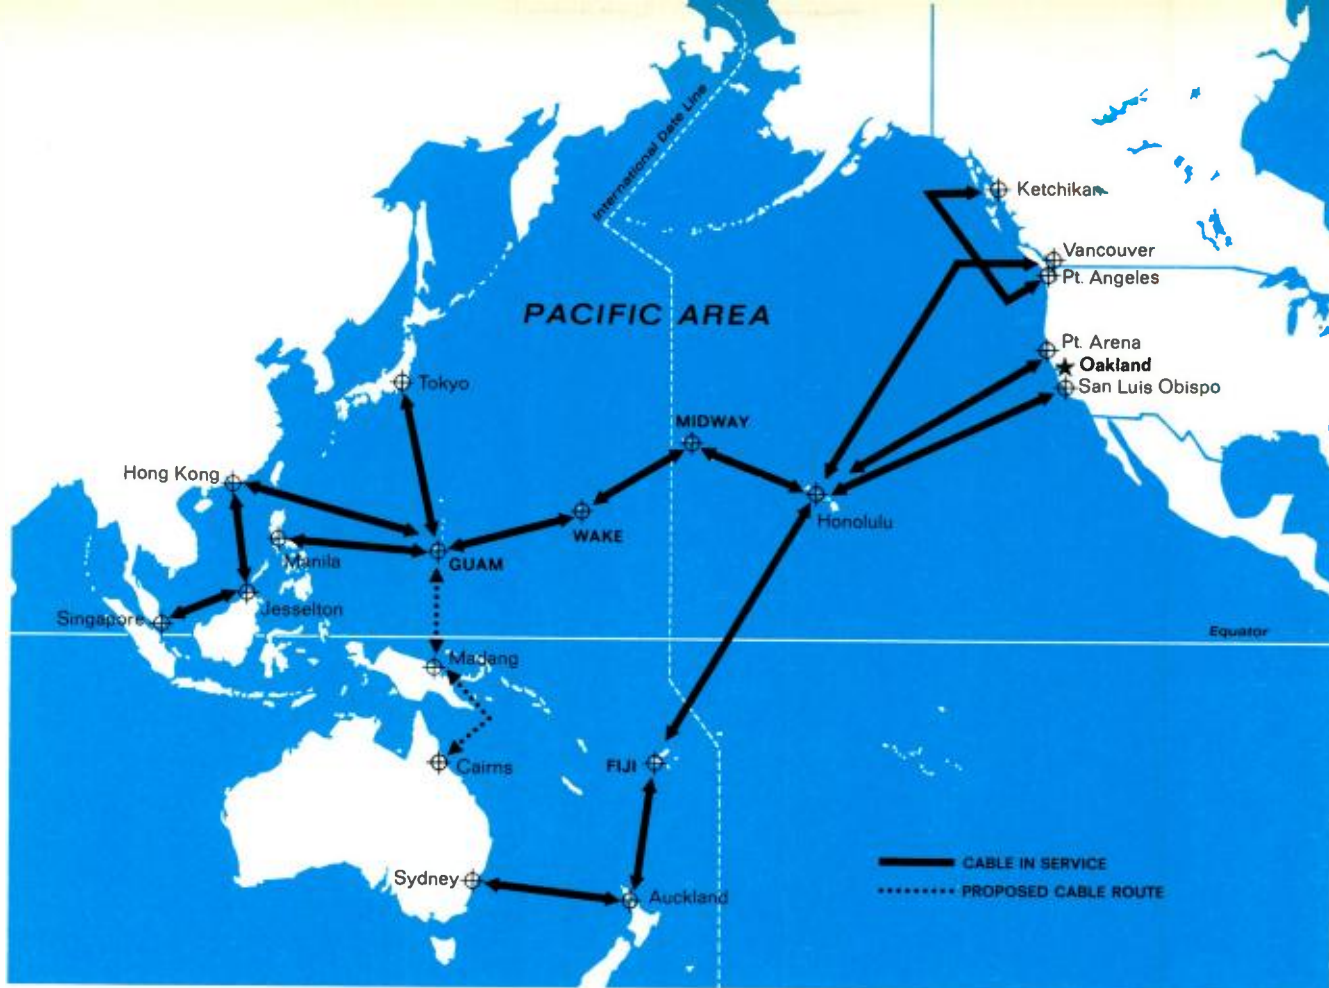 International Date Line
Ketchikan
Vancouver
Pt. Angeles
PACIFIC AREA
Pt. Arena
Oakland
San Luis Obispo
Tokyo
MIDWAY
Hong Kong
Honolulu
WAKE
Manila
GUAM
Jesselton
Singapore
Equator
Madang
FIJI
Cairns
CABLE IN SERVICE
Sydney
PROPOSED CABLE ROUTE
Auckland